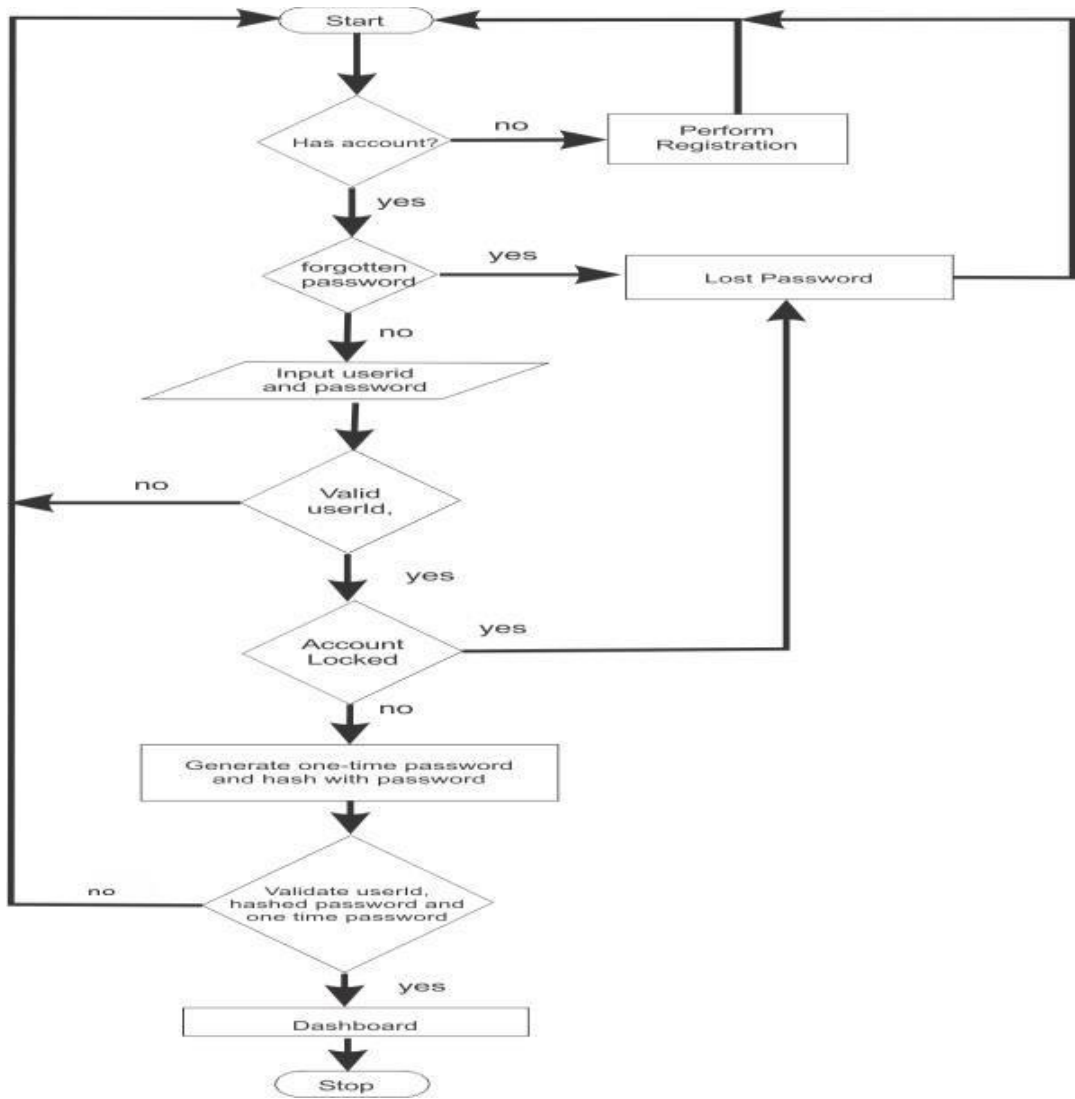 Start
Has account?
no
Perform
Registration
yes
forgotten
password
yes
Lost Password
no
Input userid
and password
Valid
userId,
no
yes
Account
Locked
yes
no
Generate one-time password
and hash with password
Validate userId,
hashed password and
one time password
no
yes
Dashboard
Stop